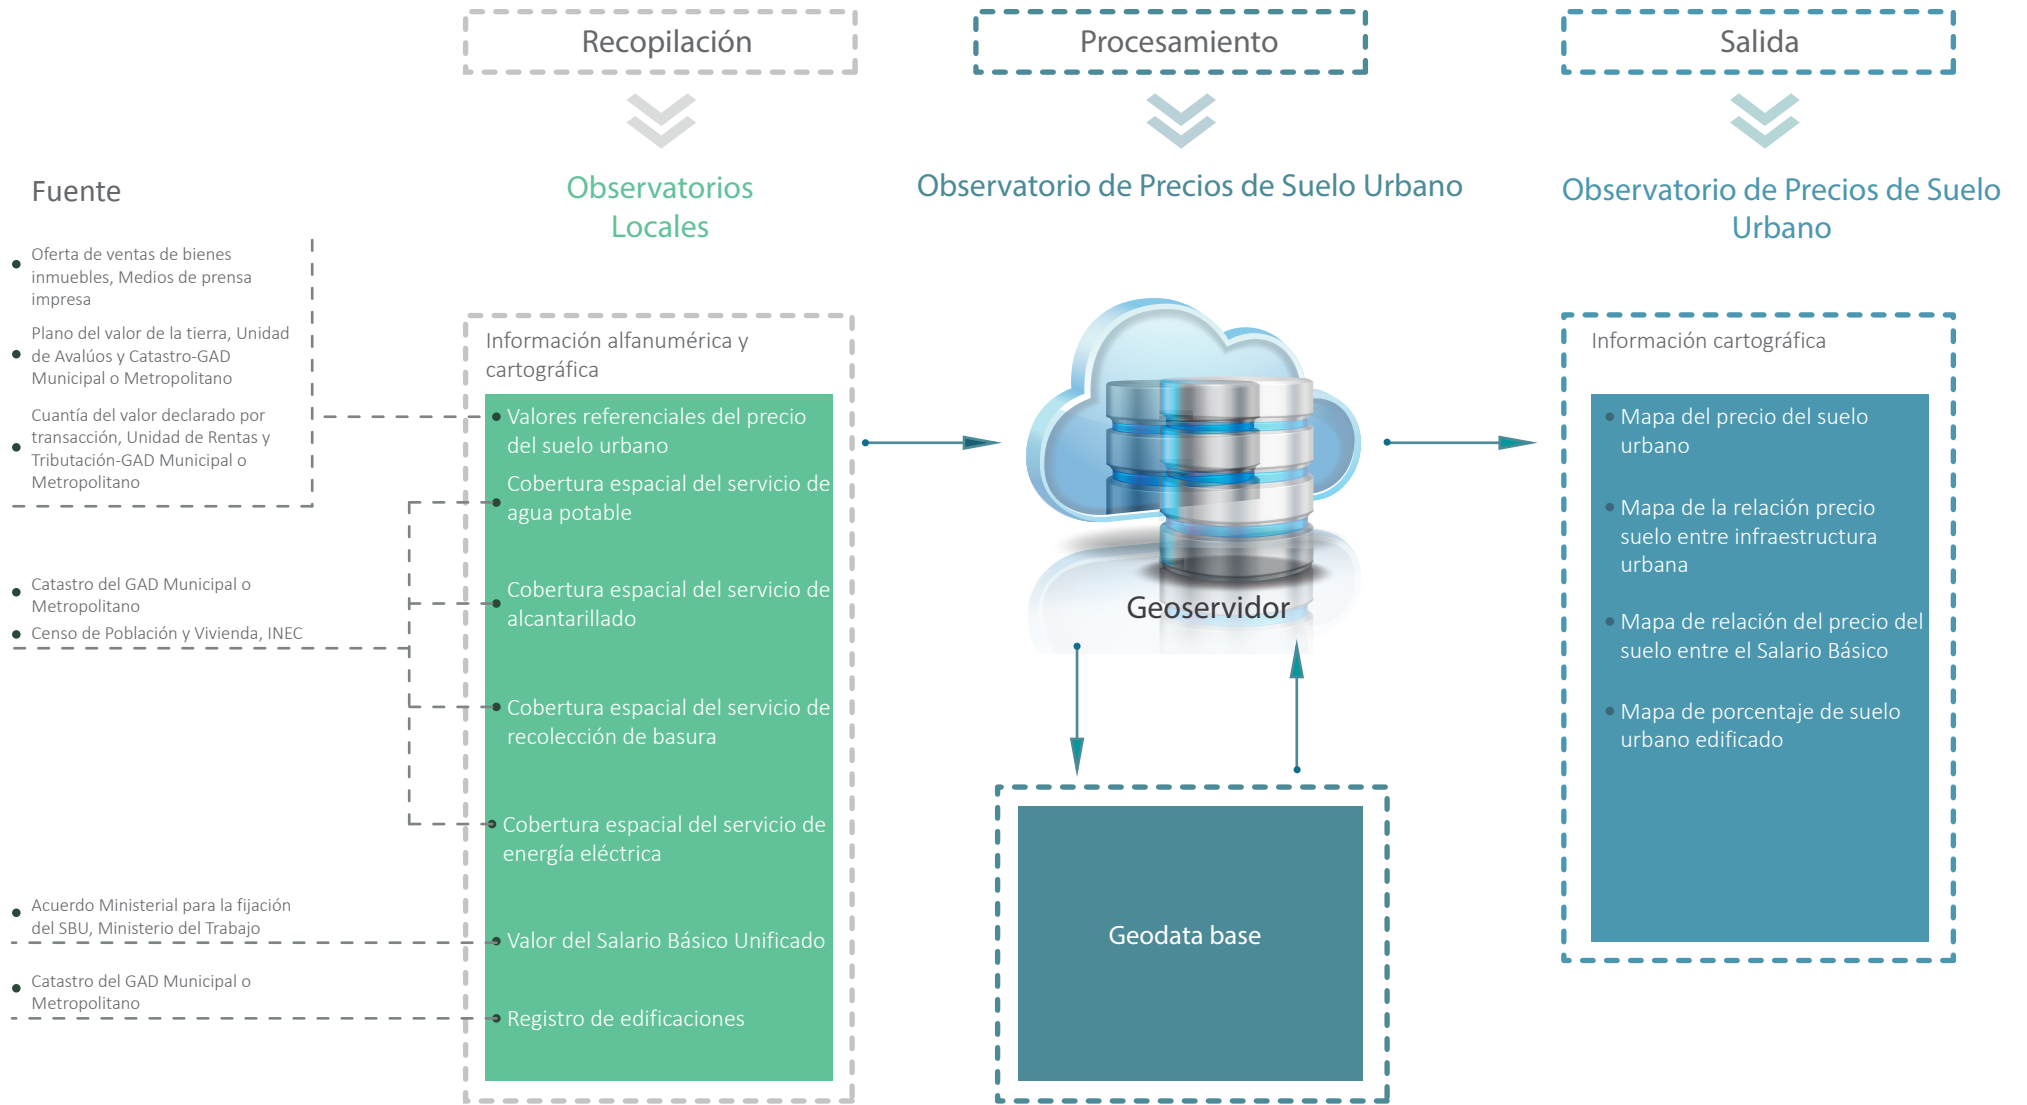 Recopilación
Procesamiento
Salida
Fuente
Observatorios
Locales
Observatorio de Precios de Suelo Urbano
Observatorio de Precios de Suelo
Urbano
Oferta de ventas de bienes
inmuebles, Medios de prensa
impresa
Plano del valor de la tierra, Unidad
de Avalúos y Catastro-GAD
Municipal o Metropolitano
Cuantía del valor declarado por
transacción, Unidad de Rentas y
Tributación-GAD Municipal o
Metropolitano
Catastro del GAD Municipal o
Metropolitano
Censo de Población y Vivienda, INEC
Acuerdo Ministerial para la fijación
del SBU, Ministerio del Trabajo
Catastro del GAD Municipal o
Metropolitano
Información alfanumérica y
cartográfica
Valores referenciales del precio
del suelo urbano
Cobertura espacial del servicio de
agua potable
Cobertura espacial del servicio de
alcantarillado
Cobertura espacial del servicio de
recolección de basura
Cobertura espacial del servicio de
energía eléctrica
Valor del Salario Básico Unificado
Registro de edificaciones
Geoservidor
Geodata base
Información cartográfica
Mapa del precio del suelo
urbano
Mapa de la relación precio
suelo entre infraestructura
urbana
Mapa de relación del precio del
suelo entre el Salario Básico
Mapa de porcentaje de suelo
urbano edificado